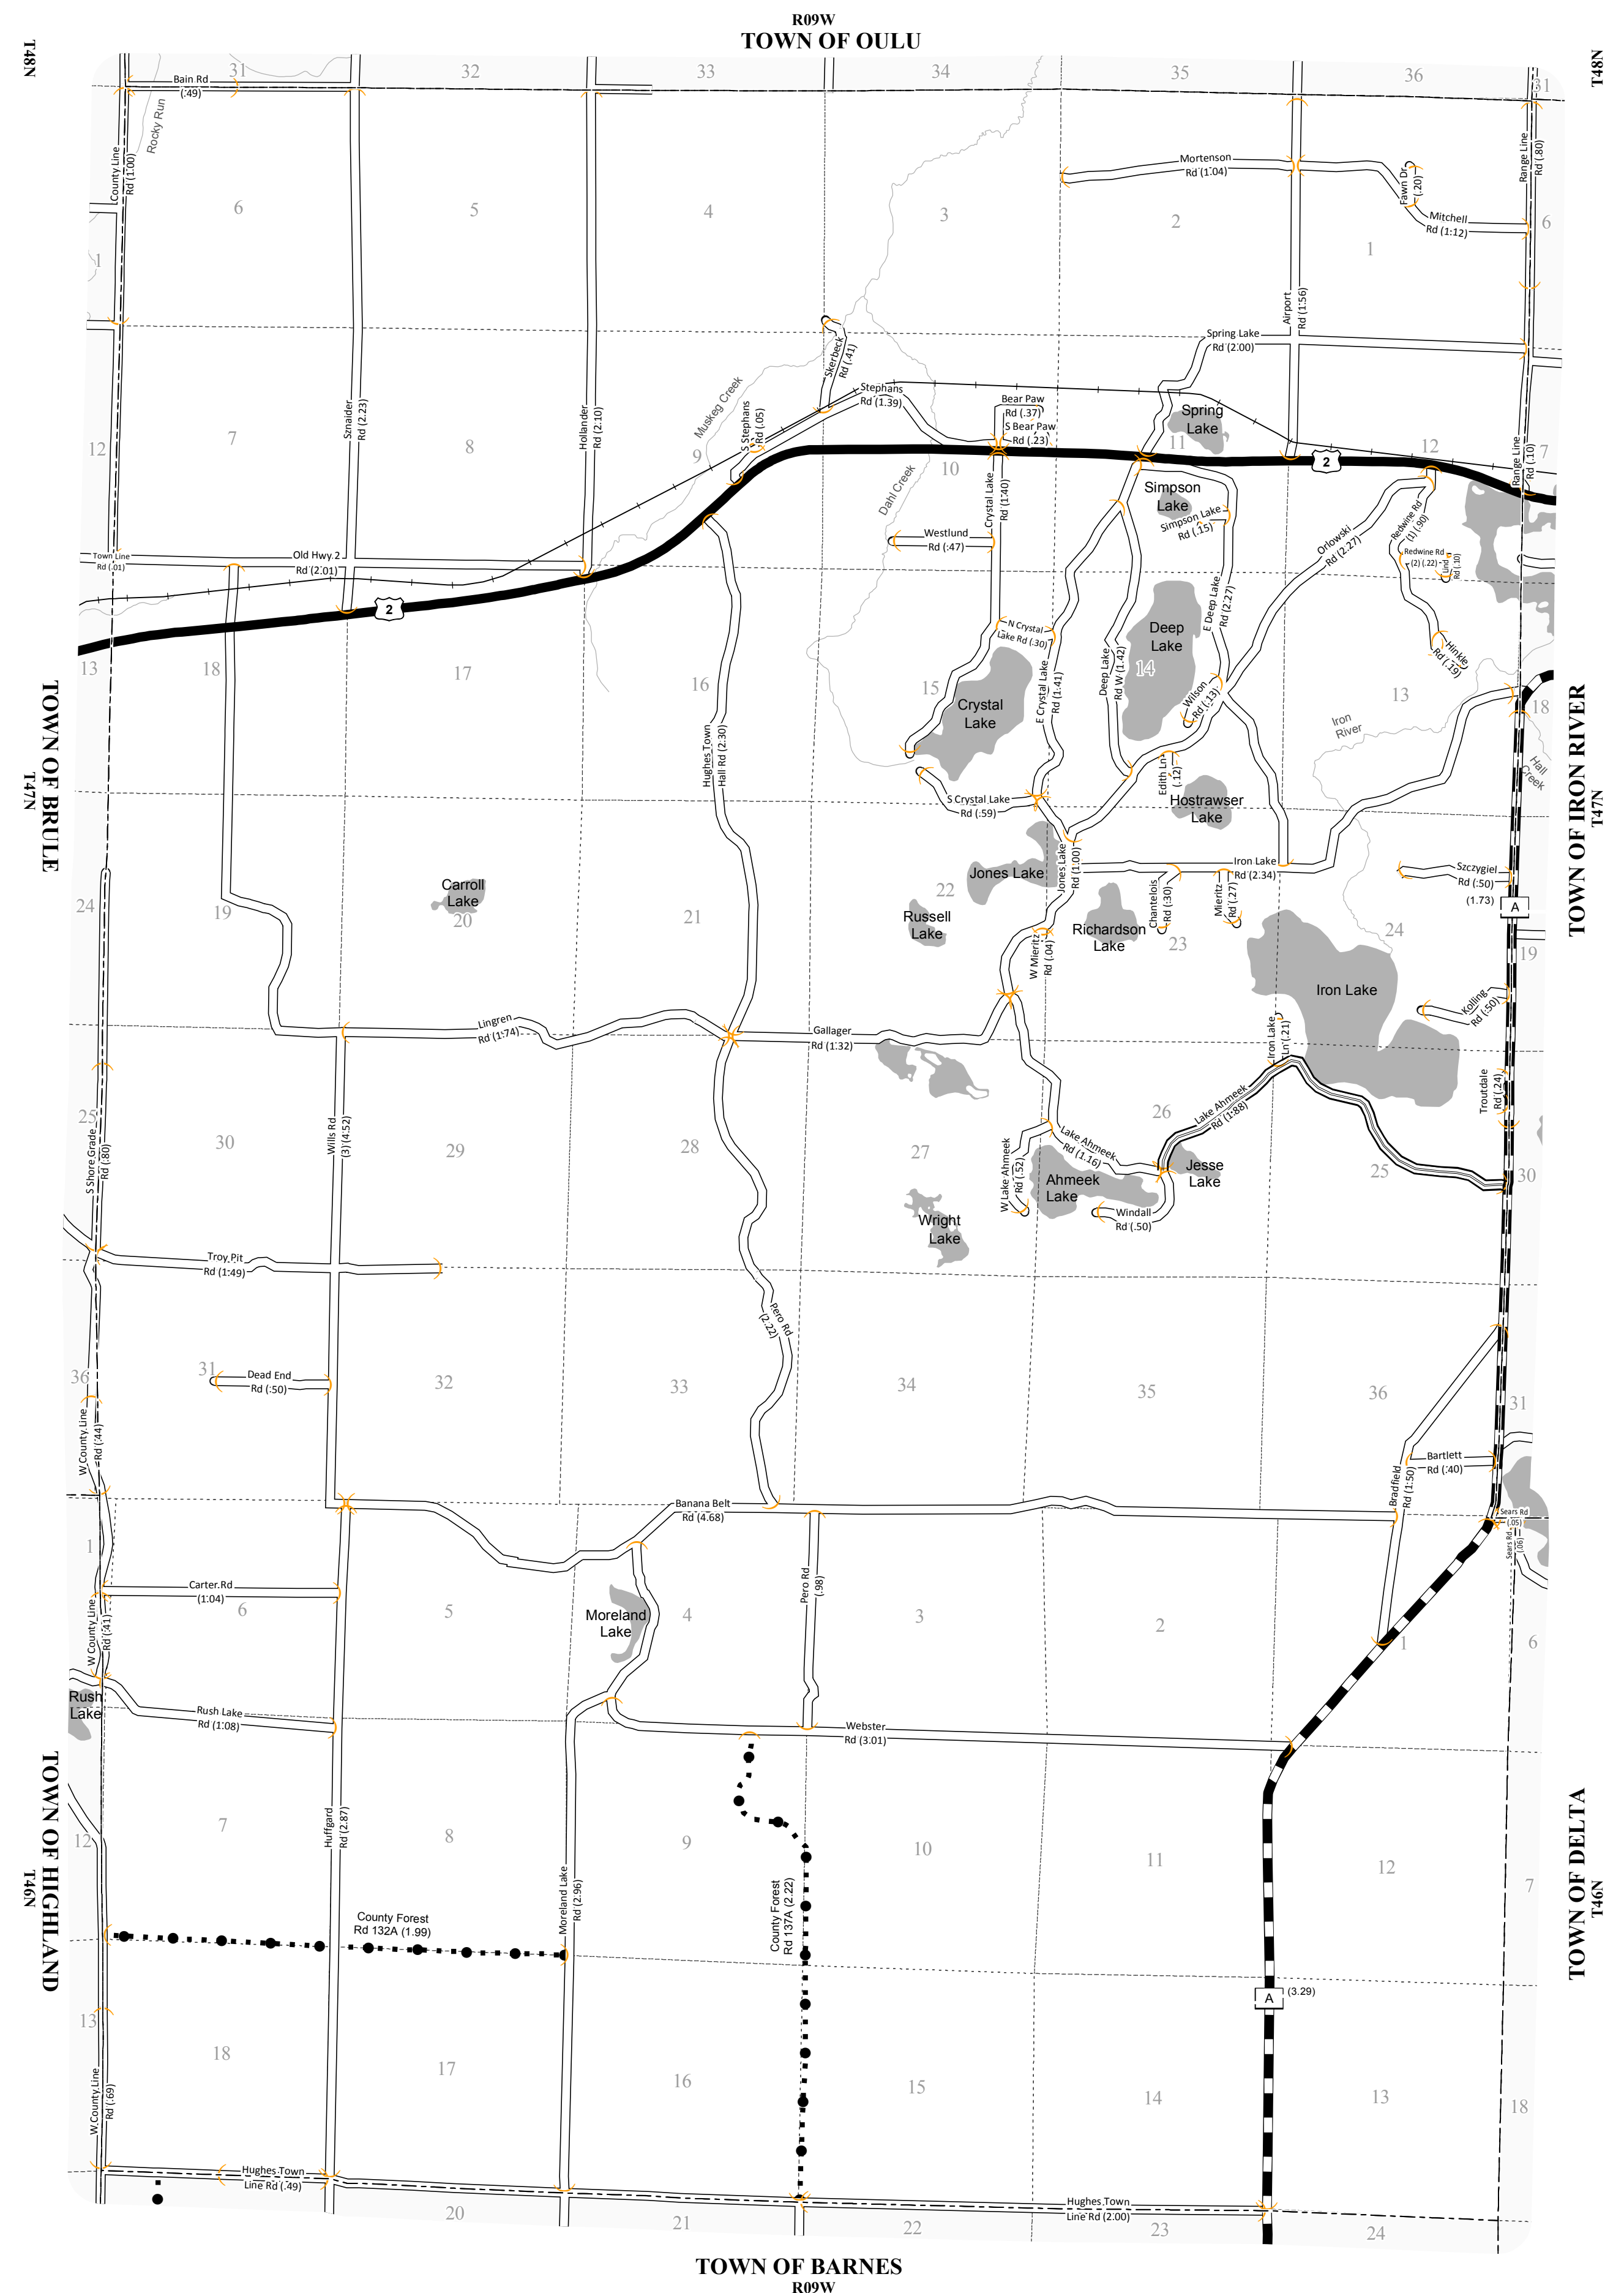 R09W
TOWN OF OULU
T48N
T48N
31
32
33
34
35
36
31
Bain Rd
(.49)
Rocky Run
County Line
Rd (1.00)
Mortenson
Rd (1.04)
Fawn Dr
(.20)
Mitchell
Rd (1.12)
Range Line
Rd (.80)
1
6
5
4
3
2
1
6
Airport
Rd (1.56)
Spring Lake
Rd (2.00)
Skerbeck
Rd (.41)
Stephans
Rd (1.39)
S Stephans
Rd (.05)
Muskeg Creek
Bear Paw
Rd (.37)
S Bear Paw
Rd (.23)
Spring
Lake
Sznaider
Rd (2.23)
Hollander
Rd (2.10)
12
7
8
9
10
11
12
7
2
Range Line
Rd (.10)
Dahl Creek
Crystal Lake
Rd (1.40)
Simpson
Lake
Simpson Lake
Rd (.15)
Westlund
Rd (.47)
Orlowski
Rd (2.27)
Redwine Rd
(1) (.90)
Redwine Rd
(2) (.22)
Lind
Rd (.10)
Town Line
Rd (.01)
Old Hwy 2
Rd (2.01)
2
E Deep Lake
Rd (2.27)
N Crystal
Lake Rd (.30)
Deep
Lake
Deep Lake
Rd W (1.42)
E Crystal Lake
Rd (1.41)
Hinkle
Rd (.19)
Wilson
Rd (.13)
13
18
17
16
15
14
13
18
Crystal
Lake
Iron
River
Hall
Creek
Hughes Town
Hall Rd (2.30)
TOWN OF BRULE
T47N
TOWN OF IRON RIVER
T47N
Edith Ln
(.12)
S Crystal Lake
Rd (.59)
Hostrawser
Lake
Jones Lake
Rd (1.00)
Jones Lake
Iron Lake
Rd (2.34)
Szczygiel
Rd (.50)
Chantelois
Rd (.30)
Mieritz
Rd (.27)
(1.73)
A
Carroll
Lake
Russell
Lake
Richardson
Lake
24
19
20
21
22
23
24
19
W Mieritz
Rd (.04)
Iron Lake
Kolling
Rd (.50)
Lingren
Rd (1.74)
Gallager
Rd (1.32)
Iron Lake
Ln (.21)
Troutdale
Rd (.24)
Lake Ahmeek
Rd (1.88)
Lake Ahmeek
Rd (1.16)
25
30
29
28
27
26
25
30
S Shore Grade
Rd (.80)
Wills Rd
(3) (4.52)
W Lake Ahmeek
Rd (.52)
Ahmeek
Lake
Jesse
Lake
Windall
Rd (.50)
Wright
Lake
Troy Pit
Rd (1.49)
Pero Rd
(2.22)
Dead End
Rd (.50)
36
31
32
33
34
35
36
31
W County Line
Rd (.44)
Bartlett
Rd (.40)
Bradfield
Rd (1.50)
Banana Belt
Rd (4.68)
Sears Rd
(.05)
Sears Rd
(.06)
Carter Rd
(1.04)
Pero Rd
(.98)
Moreland
Lake
1
6
5
4
3
2
1
6
W County Line
Rd (.41)
Rush
Lake
Rush Lake
Rd (1.08)
Webster
Rd (3.01)
TOWN OF HIGHLAND
T46N
TOWN OF DELTA
T46N
12
7
8
9
10
11
12
7
Huffgard
Rd (2.87)
Moreland Lake
Rd (2.96)
County Forest
Rd 132A (1.99)
County Forest
Rd 137A (2.22)
A
(3.29)
13
18
17
16
15
14
13
18
W County Line
Rd (.69)
Hughes Town
Line Rd (.49)
Hughes Town
Line Rd (2.00)
20
21
22
23
24
TOWN OF BARNES
R09W